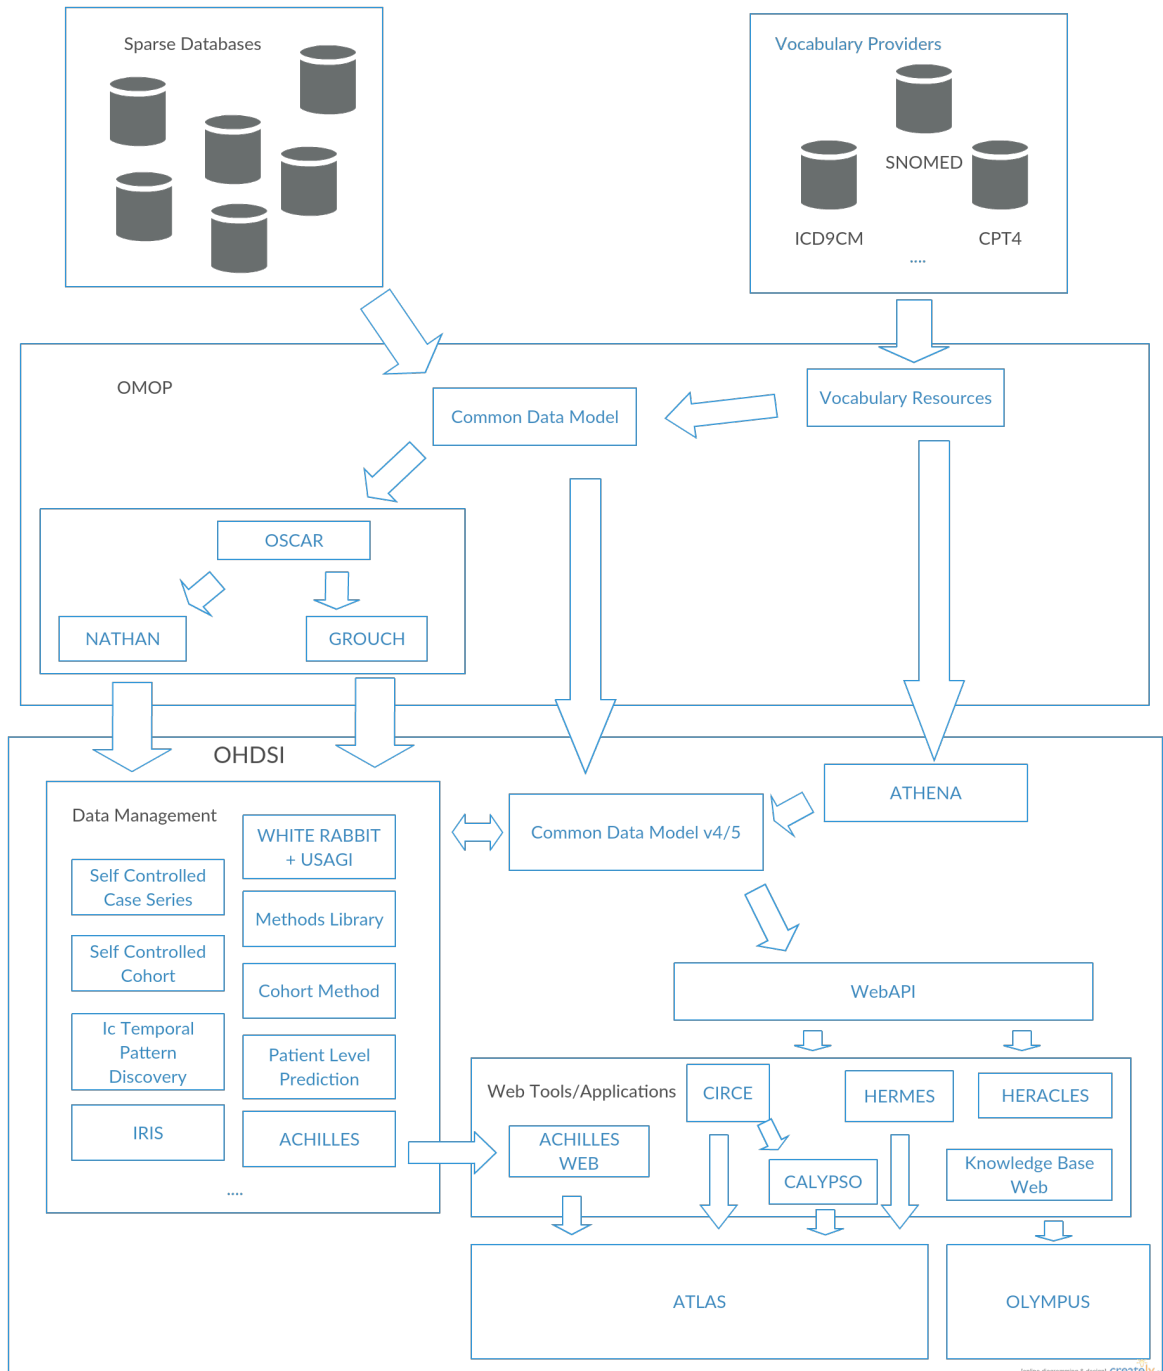 Sparse Databases
Vocabulary Providers
SNOMED
ICD9CM
CPT4
....
OMOP
Common Data Model
Vocabulary Resources
OSCAR
NATHAN
GROUCH
OHDSI
Data Management
WHITE RABBIT
+ USAGI
Self Controlled
Case Series
Methods Library
Self Controlled
Cohort
Cohort Method
Ic Temporal
Pattern
Discovery
Patient Level
Prediction
IRIS
ACHILLES
....
Common Data Model v4/5
ATHENA
WebAPI
Web Tools/Applications
CIRCE
HERMES
HERACLES
ACHILLES
WEB
CALYPSO
Knowledge Base
Web
ATLAS
OLYMPUS